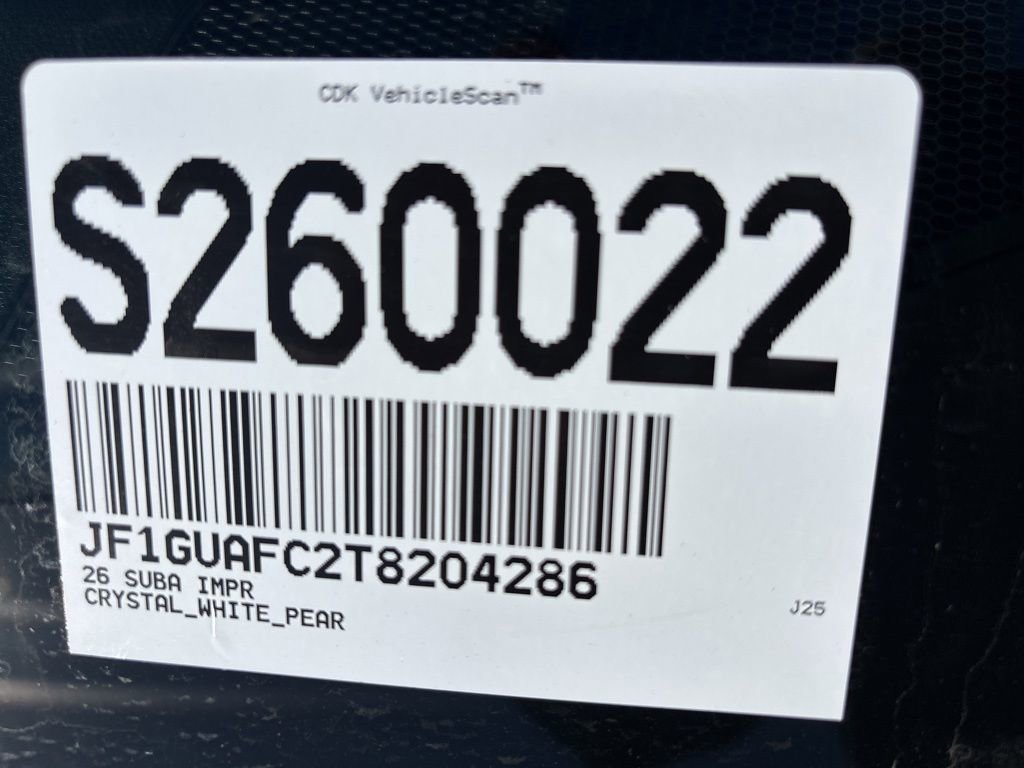 CDK VehicleScan™
S260022
JF1GUAFC2T8204286
26 SUBA IMPR
CRYSTAL_WHITE_PEAR
J25